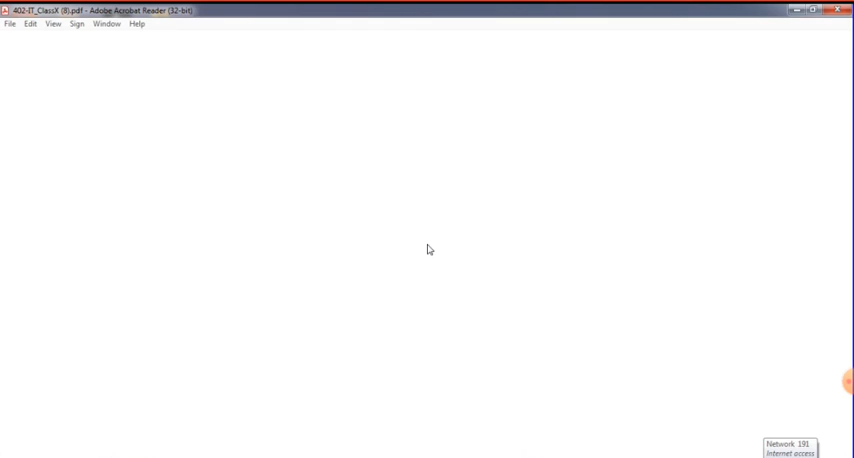 402-IT_ClassX (8).pdf - Adobe Acrobat Reader (32-bit)
File Edit View Sign Window Help
Network 191
Internet access